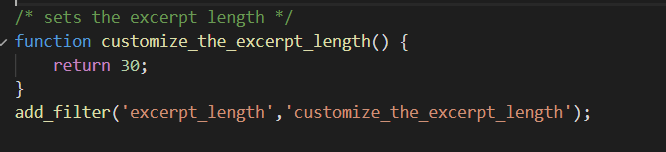 /* sets the excerpt length */
function customize_the_excerpt_length() {
    return 30;
}
add_filter('excerpt_length','customize_the_excerpt_length');